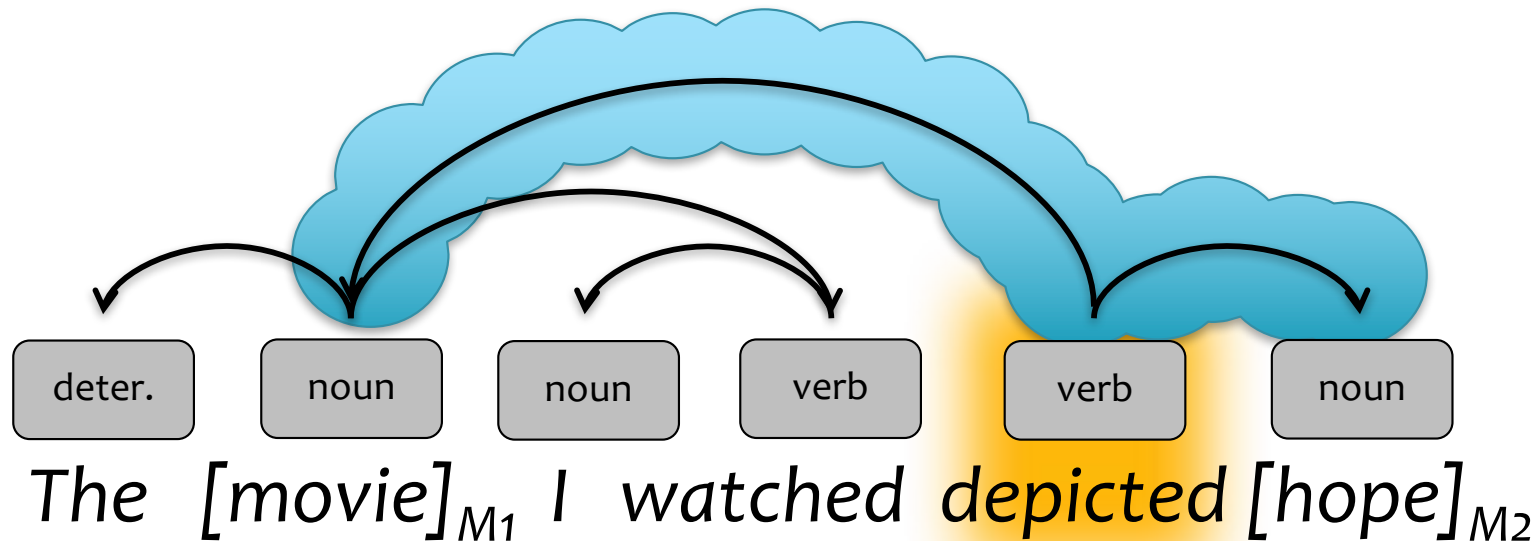 deter. noun noun verb verb noun
The [movie]M1 I watched depicted [hope]M2